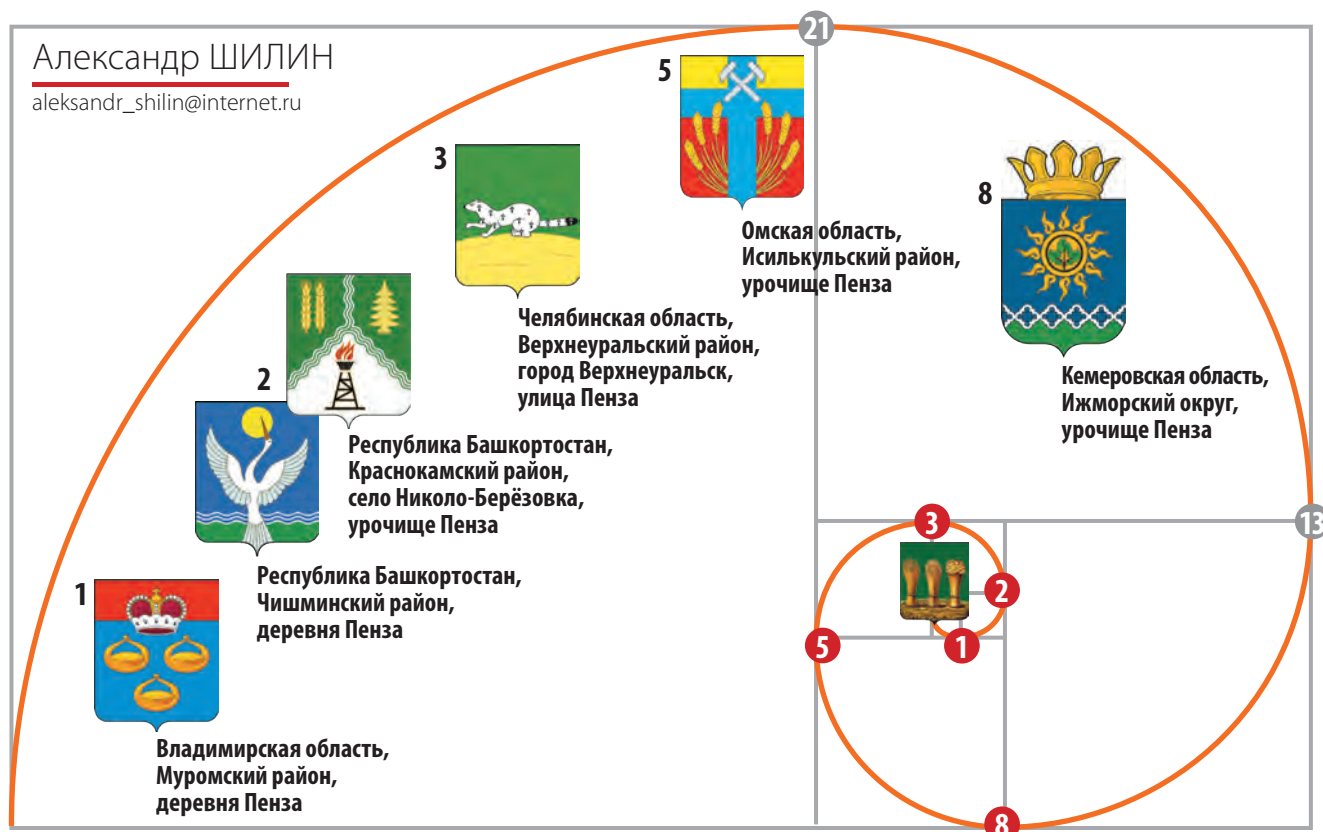 Александр ШИЛИН
aleksandr_shilin@internet.ru
1
Владимирская область,
Муромский район,
деревня Пенза
2
Республика Башкортостан,
Чишминский район,
деревня Пенза
Республика Башкортостан,
Краснокамский район,
село Николо-Берёзовка,
урочище Пенза
3
Челябинская область,
Верхнеуральский район,
город Верхнеуральск,
улица Пенза
5
Омская область,
Исилькульский район,
урочище Пенза
8
Кемеровская область,
Ижморский округ,
урочище Пенза
21
13
3
2
1
5
8